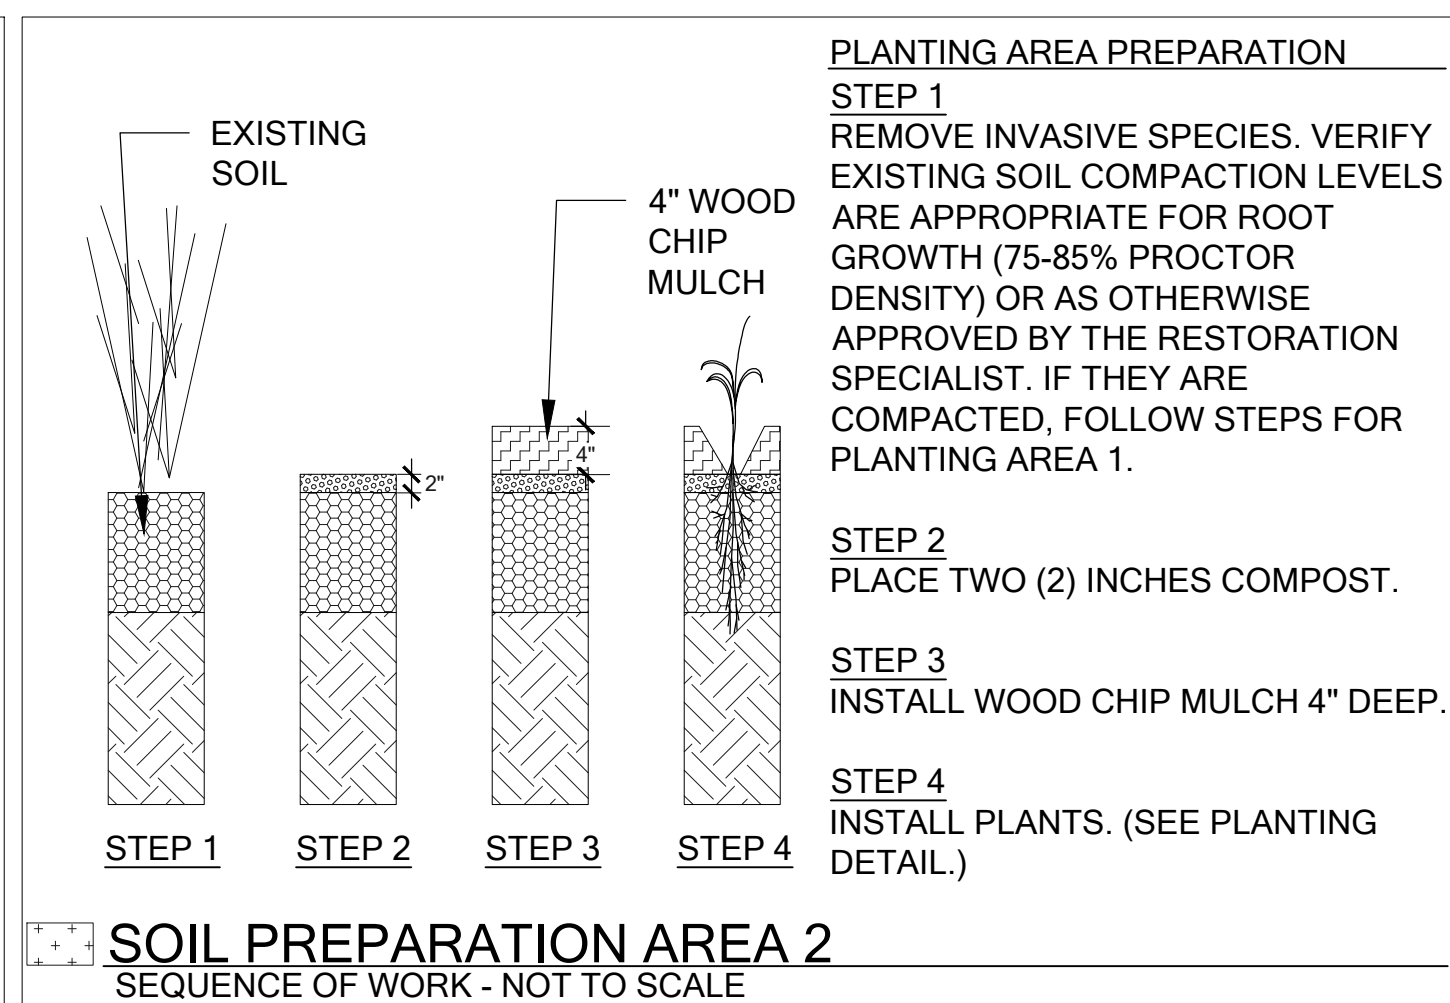 EXISTING
SOIL
4" WOOD
CHIP
MULCH
2"
4"
STEP 1
STEP 2
STEP 3
STEP 4
PLANTING AREA PREPARATION
STEP 1
REMOVE INVASIVE SPECIES. VERIFY
EXISTING SOIL COMPACTION LEVELS
ARE APPROPRIATE FOR ROOT
GROWTH (75-85% PROCTOR
DENSITY) OR AS OTHERWISE
APPROVED BY THE RESTORATION
SPECIALIST. IF THEY ARE
COMPACTED, FOLLOW STEPS FOR
PLANTING AREA 1.
STEP 2
PLACE TWO (2) INCHES COMPOST.
STEP 3
INSTALL WOOD CHIP MULCH 4" DEEP.
STEP 4
INSTALL PLANTS. (SEE PLANTING
DETAIL.)
SOIL PREPARATION AREA 2
SEQUENCE OF WORK - NOT TO SCALE